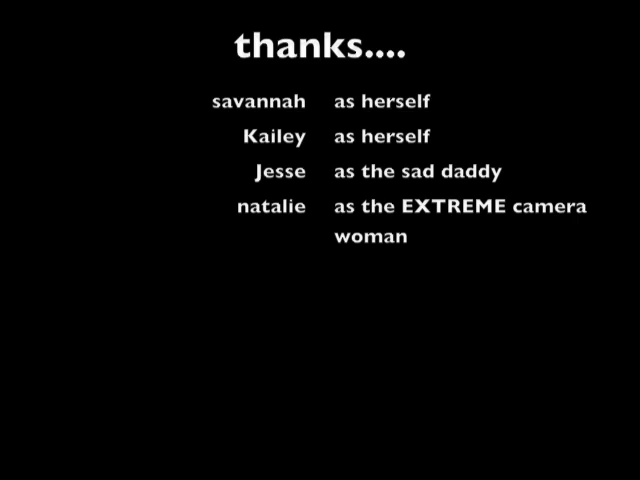 thanks....
savannah as herself
Kailey as herself
Jesse as the sad daddy
natalie as the EXTREME camera
woman